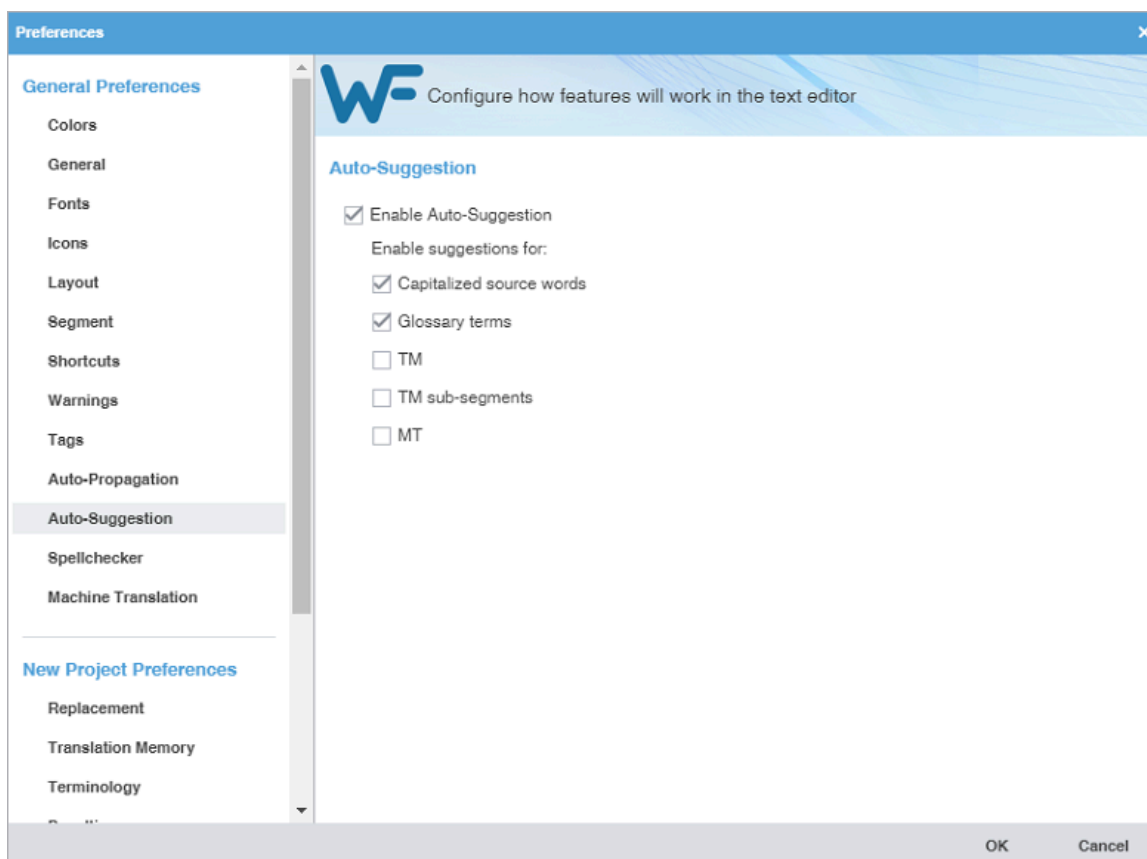 Preferences
General Preferences
Colors
General
Fonts
Icons
Layout
Segment
Shortcuts
Warnings
Tags
Auto-Propagation
Auto-Suggestion
Spellchecker
Machine Translation
New Project Preferences
Replacement
Translation Memory
Terminology
WF
Configure how features will work in the text editor
Auto-Suggestion
Enable Auto-Suggestion
Enable suggestions for:
Capitalized source words
Glossary terms
TM
TM sub-segments
MT
OK
Cancel